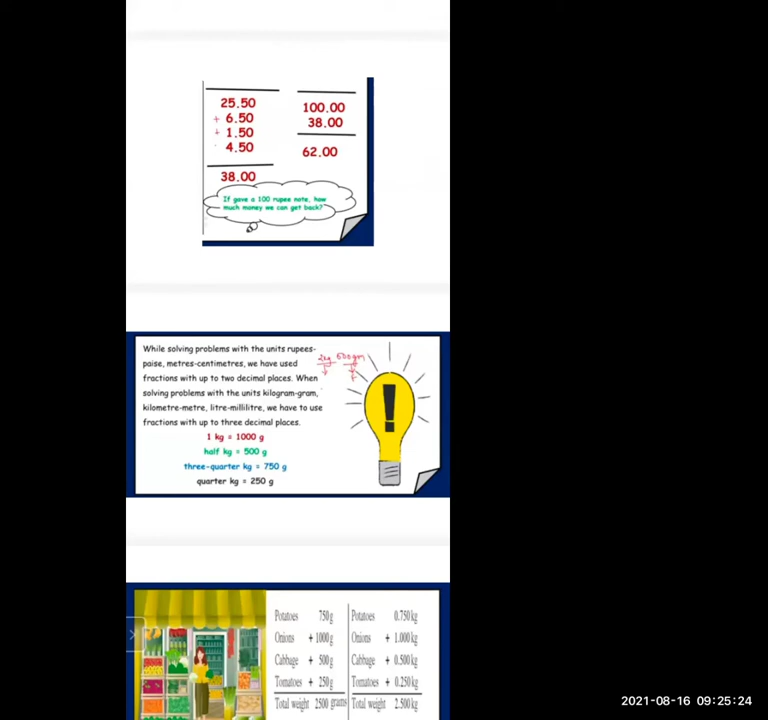 25.50
+ 6.50
+ 1.50
4.50
38.00
100.00
38.00
62.00
If gave a 100 rupee note, how
much money we can get back?
While solving problems with the units rupees-
paise, metres-centimetres, we have used
fractions with up to two decimal places. When
solving problems with the units kilogram-gram,
kilometre-metre, litre-millilitre, we have to use
fractions with up to three decimal places.
2kg 500gm
1 kg = 1000 g
half kg = 500 g
three-quarter kg = 750 g
quarter kg = 250 g
Potatoes 750 g
Onions + 1000 g
Cabbage + 500 g
Tomatoes + 250 g
Total weight 2500 grams
Potatoes 0.750 kg
Onions + 1.000 kg
Cabbage + 0.500 kg
Tomatoes + 0.250 kg
Total weight 2.500 kg
2021-08-16 09:25:24